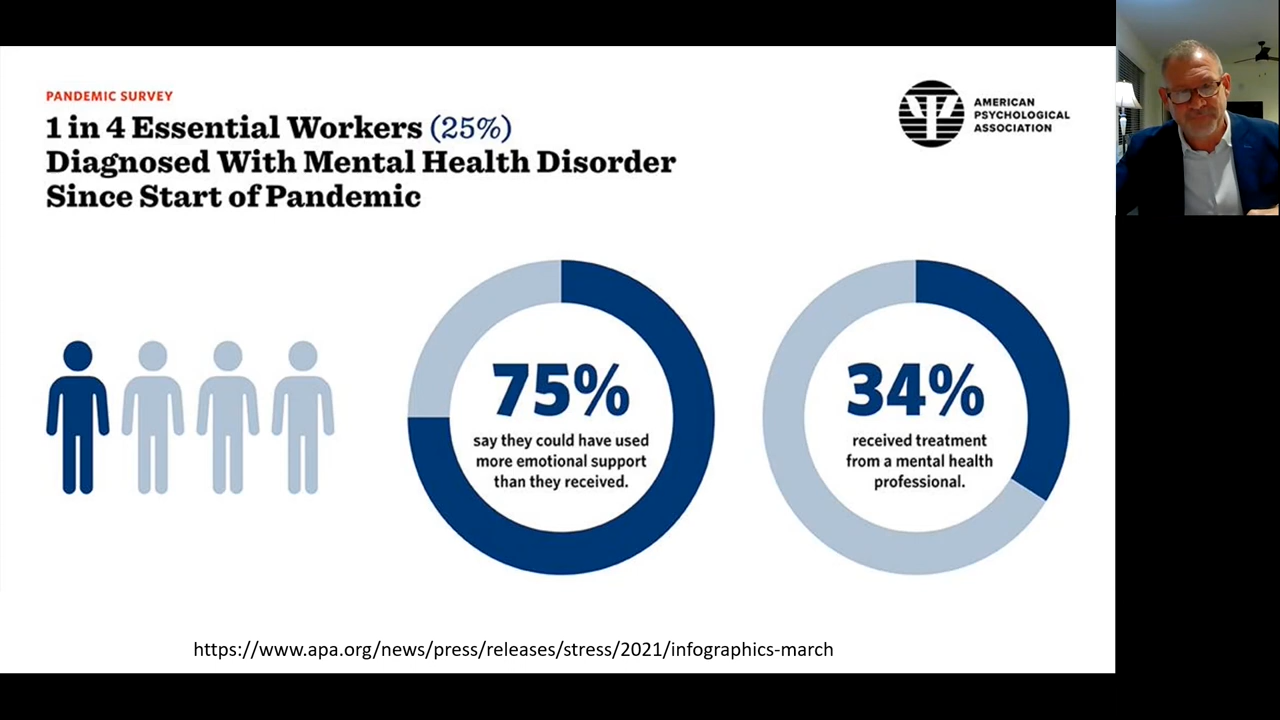 PANDEMIC SURVEY
1 in 4 Essential Workers (25%)
Diagnosed With Mental Health Disorder
Since Start of Pandemic
AMERICAN
PSYCHOLOGICAL
ASSOCIATION
75%
say they could have used
more emotional support
than they received.
34%
received treatment
from a mental health
professional.
https://www.apa.org/news/press/releases/stress/2021/infographics-march